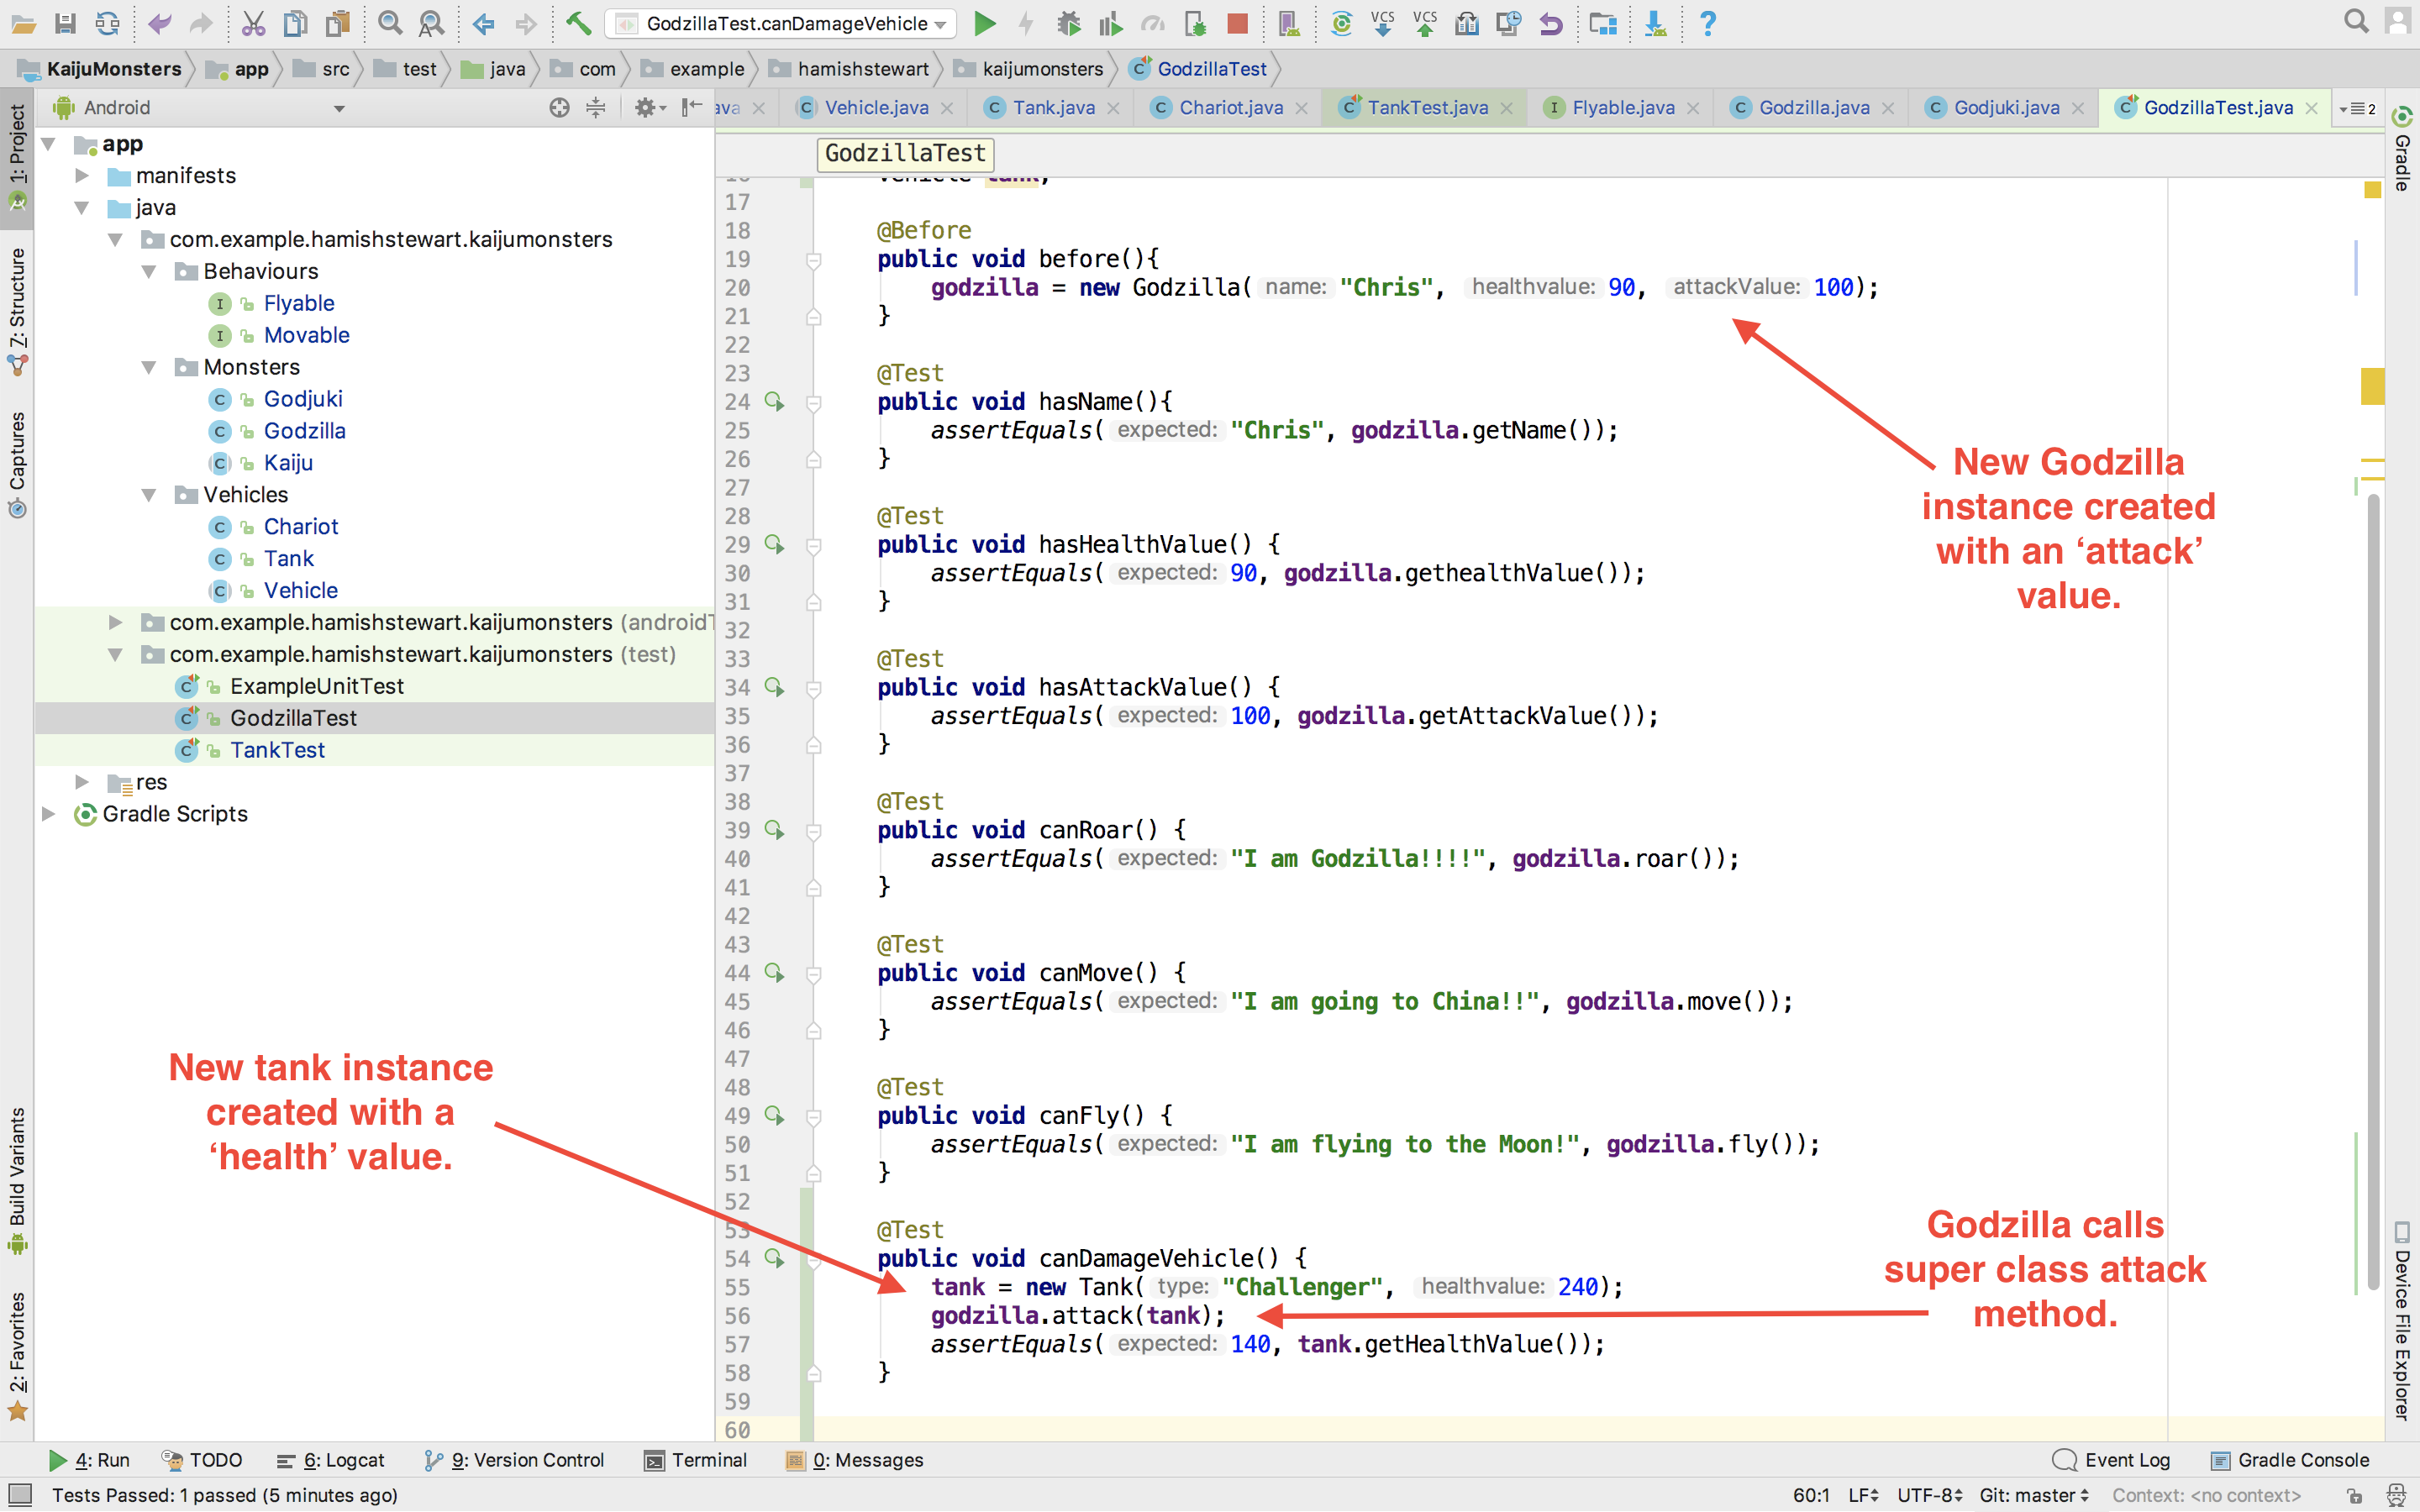 GodzillaTest.canDamageVehicle
VCS VCS
KaijuMonsters app src test java com example hamishstewart kaijumonsters GodzillaTest
Android
ava Vehicle.java Tank.java Chariot.java TankTest.java Flyable.java Godzilla.java Godjuki.java GodzillaTest.java 2
1: Project
7: Structure
Captures
Build Variants
2: Favorites
app
manifests
java
com.example.hamishstewart.kaijumonsters
Behaviours
Flyable
Movable
Monsters
Godjuki
Godzilla
Kaiju
Vehicles
Chariot
Tank
Vehicle
com.example.hamishstewart.kaijumonsters (androidT
com.example.hamishstewart.kaijumonsters (test)
ExampleUnitTest
GodzillaTest
TankTest
res
Gradle Scripts
New tank instance
created with a
‘health’ value.
GodzillaTest
16 Vehicle tank;
17
18 @Before
19 public void before(){
20 godzilla = new Godzilla( name: "Chris", healthvalue: 90, attackValue: 100);
21 }
22
23 @Test
24 public void hasName(){
25 assertEquals( expected: "Chris", godzilla.getName());
26 }
27
28 @Test
29 public void hasHealthValue() {
30 assertEquals( expected: 90, godzilla.gethealthValue());
31 }
32
33 @Test
34 public void hasAttackValue() {
35 assertEquals( expected: 100, godzilla.getAttackValue());
36 }
37
38 @Test
39 public void canRoar() {
40 assertEquals( expected: "I am Godzilla!!!!", godzilla.roar());
41 }
42
43 @Test
44 public void canMove() {
45 assertEquals( expected: "I am going to China!!", godzilla.move());
46 }
47
48 @Test
49 public void canFly() {
50 assertEquals( expected: "I am flying to the Moon!", godzilla.fly());
51 }
52
53 @Test
54 public void canDamageVehicle() {
55 tank = new Tank( type: "Challenger", healthvalue: 240);
56 godzilla.attack(tank);
57 assertEquals( expected: 140, tank.getHealthValue());
58 }
59
60
New Godzilla
instance created
with an ‘attack’
value.
Godzilla calls
super class attack
method.
Gradle
Device File Explorer
4: Run TODO 6: Logcat 9: Version Control Terminal 0: Messages Event Log Gradle Console
Tests Passed: 1 passed (5 minutes ago) 60:1 LF UTF-8 Git: master Context: <no context>